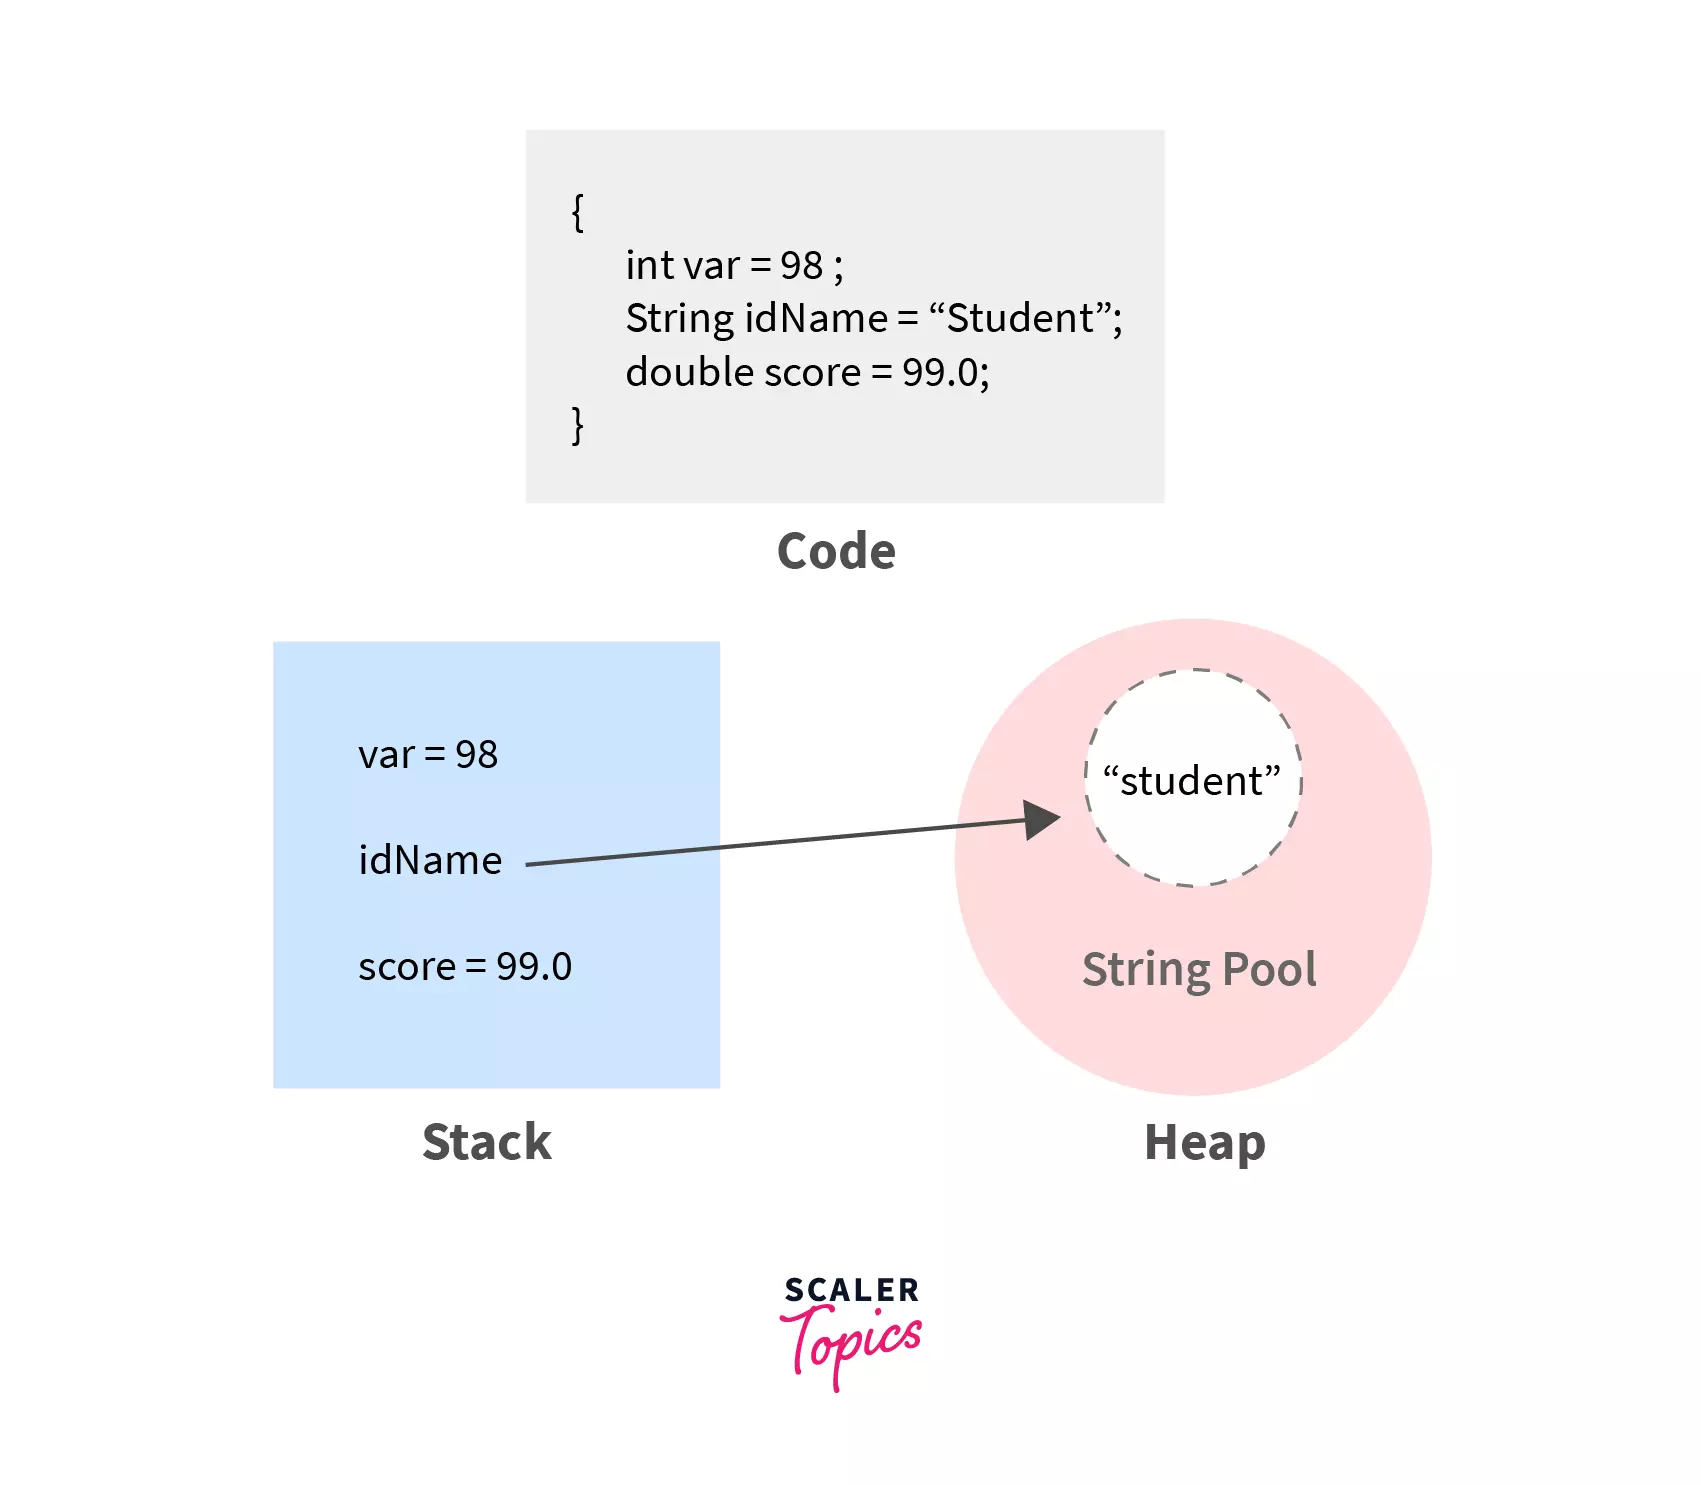 {
int var = 98 ;
String idName = “Student”;
double score = 99.0;
}
Code
var = 98
idName
score = 99.0
Stack
“student”
String Pool
Heap
SCALER
Topics